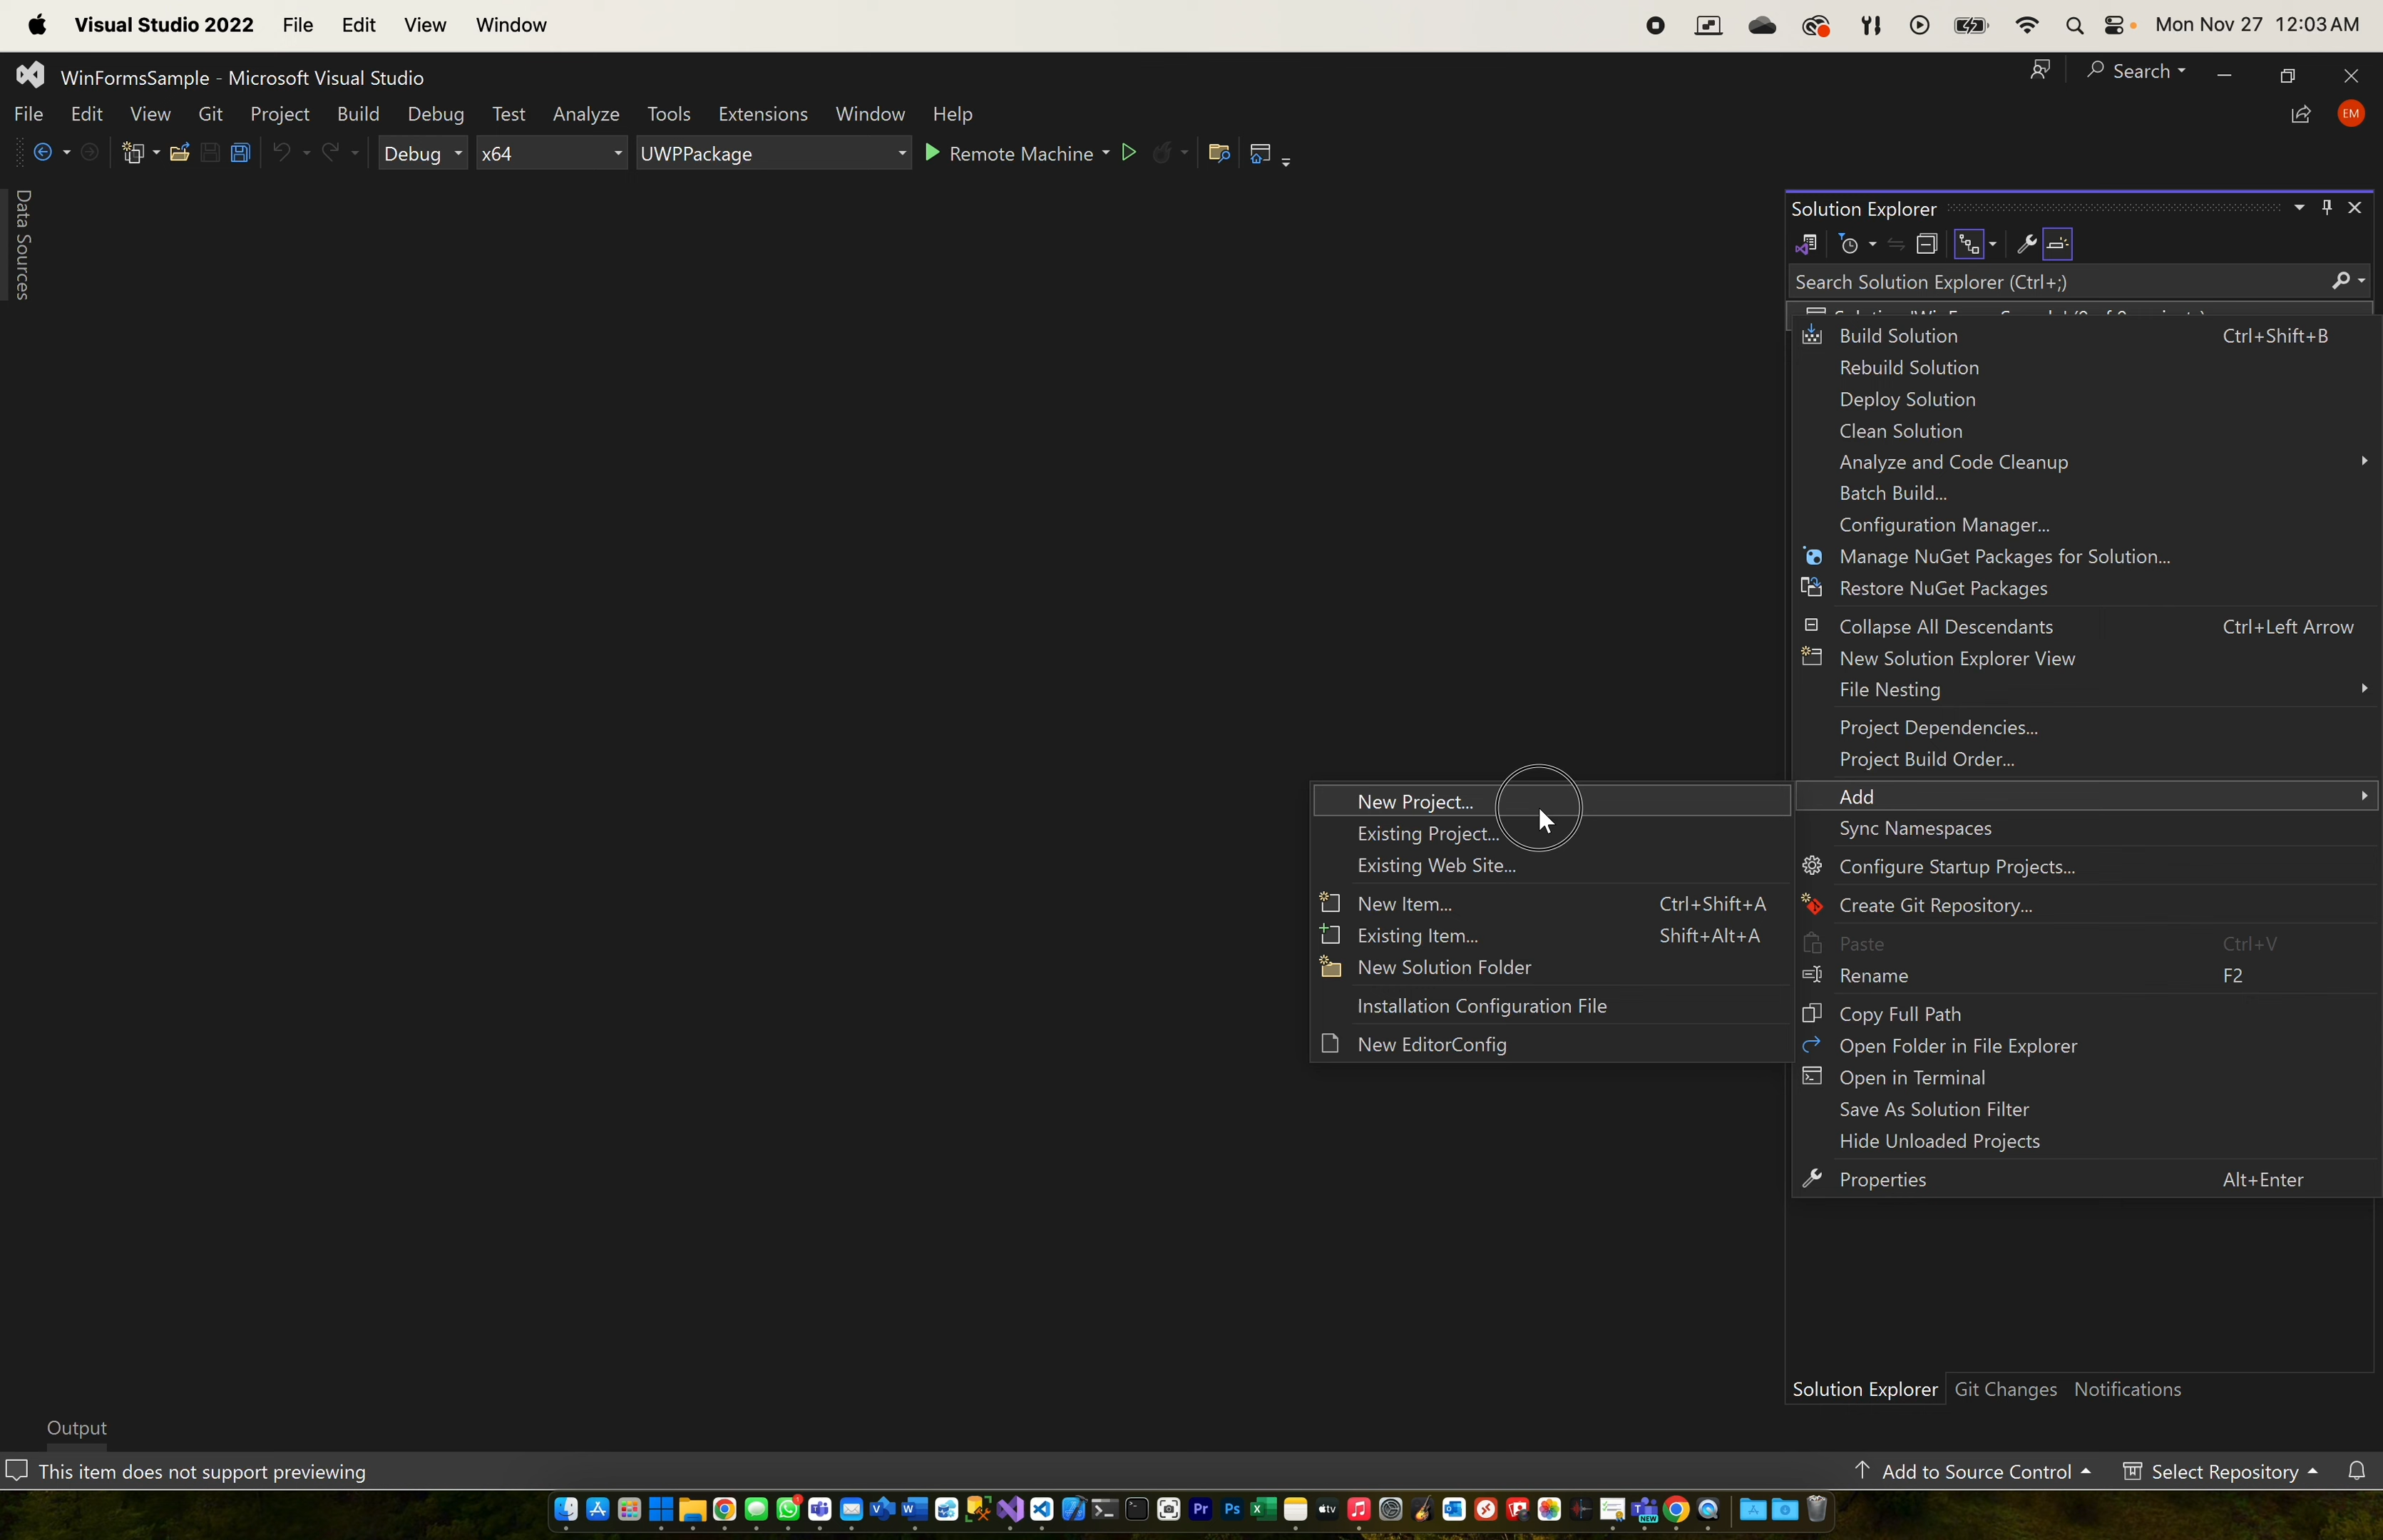 Visual Studio 2022 File Edit View Window Mon Nov 27 12:03 AM
WinFormsSample - Microsoft Visual Studio Search
File Edit View Git Project Build Debug Test Analyze Tools Extensions Window Help EM
Debug x64 UWPPackage Remote Machine
Data Sources
Solution Explorer
Search Solution Explorer (Ctrl+;)
Build Solution Ctrl+Shift+B
Rebuild Solution
Deploy Solution
Clean Solution
Analyze and Code Cleanup
Batch Build...
Configuration Manager...
Manage NuGet Packages for Solution...
Restore NuGet Packages
Collapse All Descendants Ctrl+Left Arrow
New Solution Explorer View
File Nesting
Project Dependencies...
Project Build Order...
Add
Sync Namespaces
Configure Startup Projects...
Create Git Repository...
Paste Ctrl+V
Rename F2
Copy Full Path
Open Folder in File Explorer
Open in Terminal
Save As Solution Filter
Hide Unloaded Projects
Properties Alt+Enter
New Project...
Existing Project...
Existing Web Site...
New Item... Ctrl+Shift+A
Existing Item... Shift+Alt+A
New Solution Folder
Installation Configuration File
New EditorConfig
Solution Explorer Git Changes Notifications
Output
This item does not support previewing Add to Source Control Select Repository
Pr Ps tv NEW